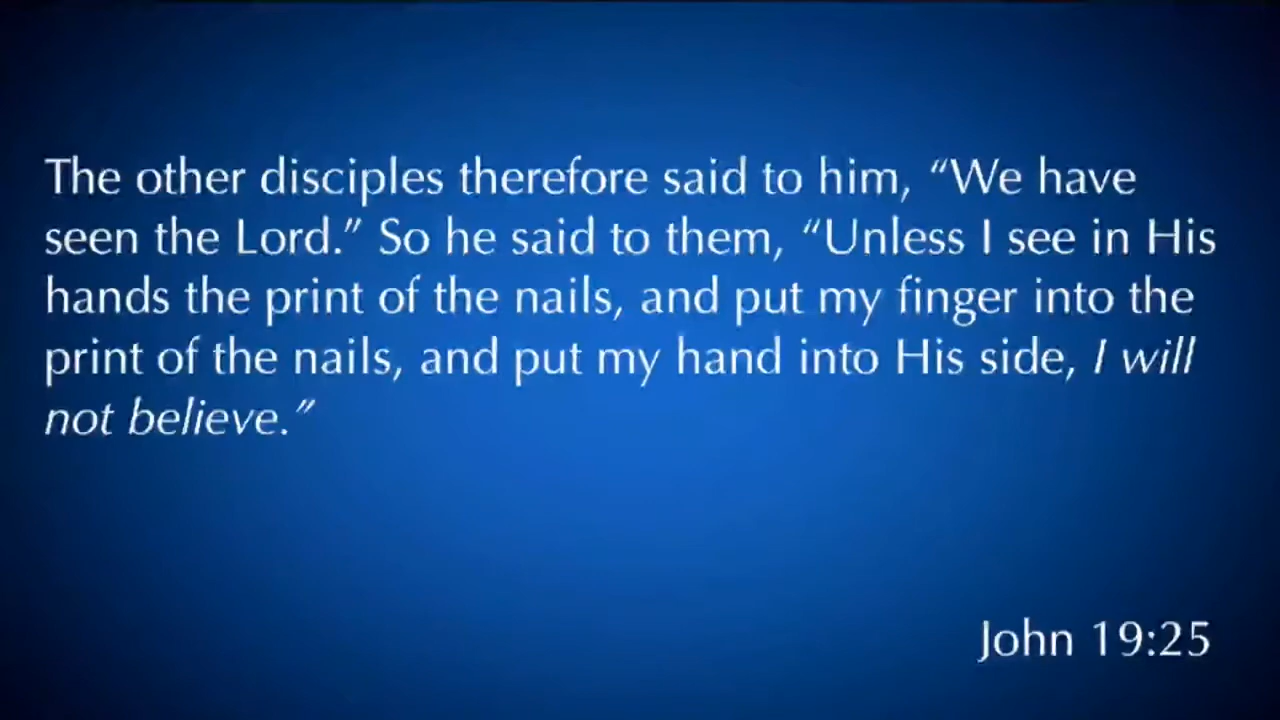 The other disciples therefore said to him, “We have
seen the Lord.” So he said to them, “Unless I see in His
hands the print of the nails, and put my finger into the
print of the nails, and put my hand into His side, I will
not believe.”
John 19:25